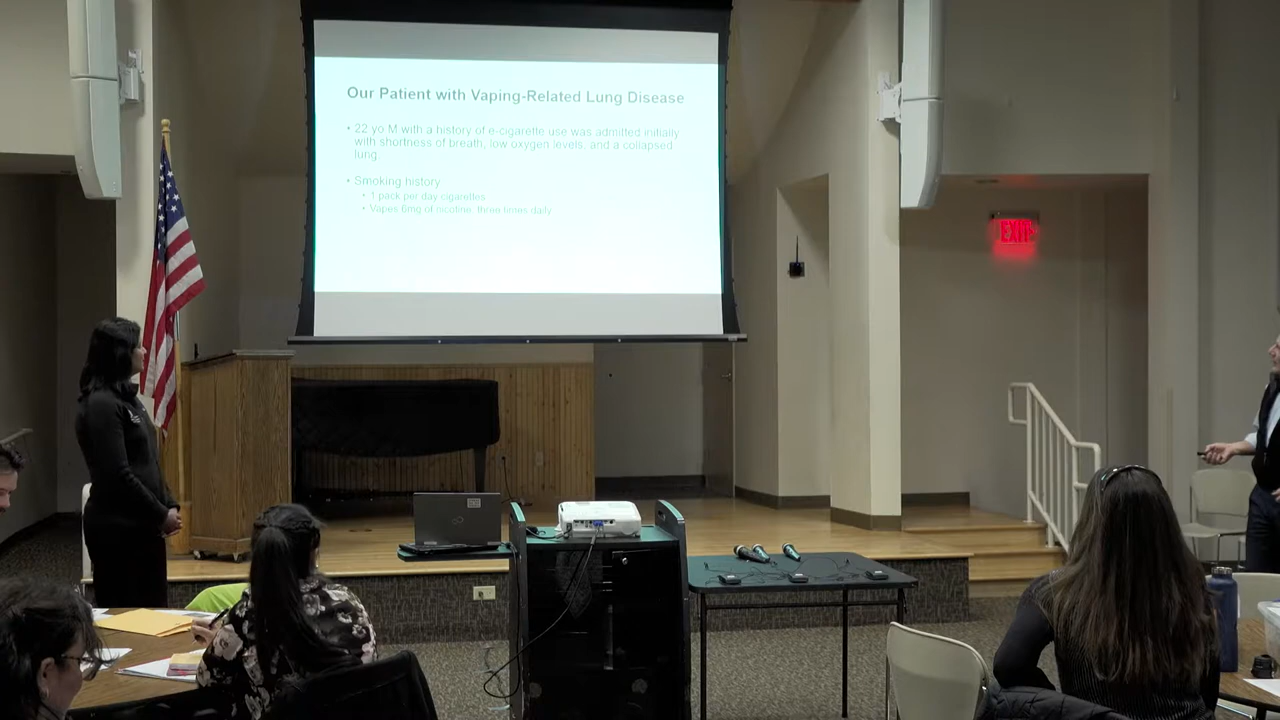 Our Patient with Vaping-Related Lung Disease
• 22 yo M with a history of e-cigarette use was admitted initially
with shortness of breath, low oxygen levels, and a collapsed
lung.
• Smoking history:
• 1 pack per day cigarettes
• Vapes 6mg of nicotine, three times daily
EXIT